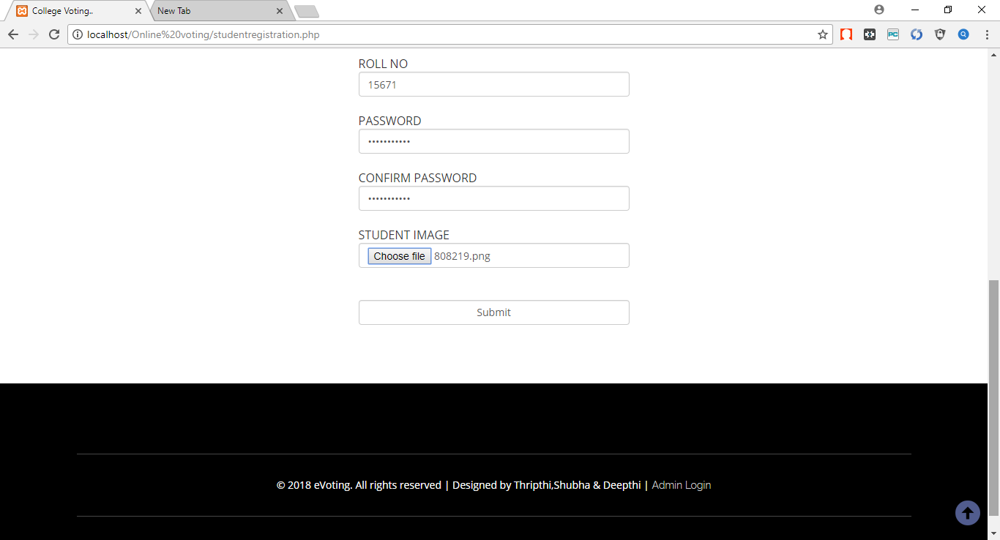 College Voting..
New Tab
localhost/Online%20voting/studentregistration.php
PC
ROLL NO
15671
PASSWORD
•••••••••••
CONFIRM PASSWORD
•••••••••••
STUDENT IMAGE
Choose file 808219.png
Submit
© 2018 eVoting. All rights reserved | Designed by Thripthi,Shubha & Deepthi | Admin Login